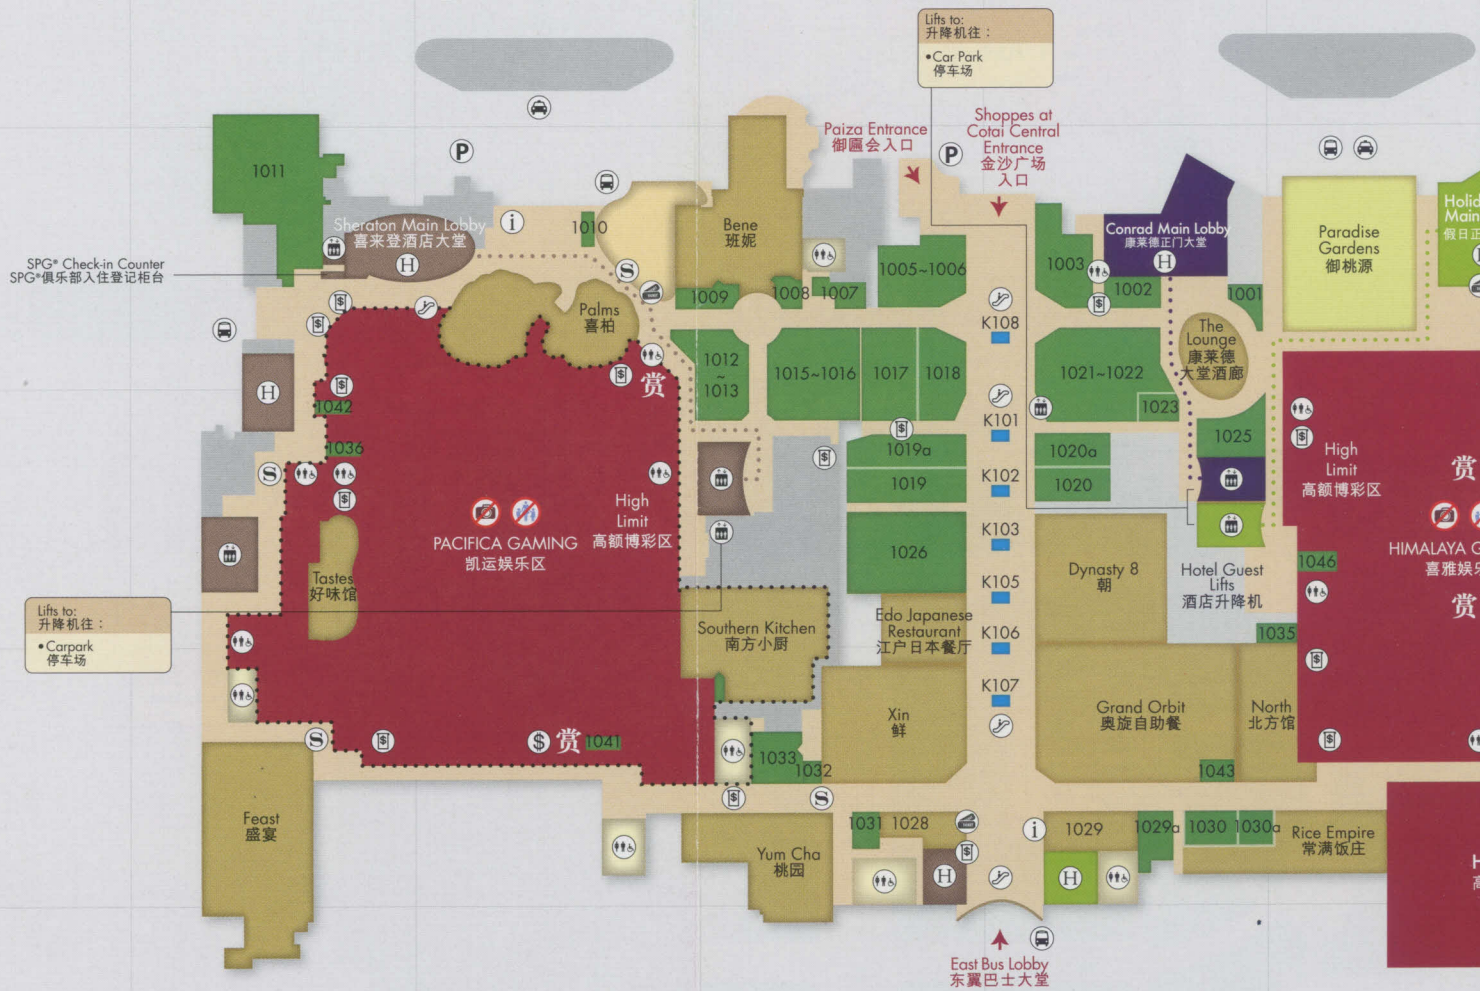 Lifts to:
升降机往：
•Car Park
停车场
Paiza Entrance
御匾会入口
Shoppes at
Cotai Central
Entrance
金沙广场
入口
P
P
1011
Sheraton Main Lobby
喜来登酒店大堂
H
i
1010
S
SPG® Check-in Counter
SPG®俱乐部入住登记柜台
Bene
班妮
1009
1008
1007
1005~1006
1003
1002
Conrad Main Lobby
康莱德正门大堂
H
1001
Paradise
Gardens
御桃源
Holid
Main
假日正
Palms
喜柏
K108
The
Lounge
康莱德
大堂酒廊
1012
~
1013
1015~1016
1017
1018
1021~1022
1023
赏
H
1042
1036
S
K101
1019a
1020a
1025
1019
K102
1020
High
Limit
高额博彩区
赏
High
Limit
高额博彩区
PACIFICA GAMING
凯运娱乐区
Tastes
好味馆
1026
K103
Dynasty 8
朝
Hotel Guest
Lifts
酒店升降机
HIMALAYA G
喜雅娱乐
1046
赏
K105
Lifts to:
升降机往：
•Carpark
停车场
Southern Kitchen
南方小厨
Edo Japanese
Restaurant
江户日本餐厅
K106
1035
K107
Xin
鲜
Grand Orbit
奥旋自助餐
North
北方馆
S
$
赏
1041
1033
1032
1043
S
Feast
盛宴
Yum Cha
桃园
1031
1028
i
1029
1029a
1030
1030a
Rice Empire
常满饭庄
H
H
East Bus Lobby
东翼巴士大堂